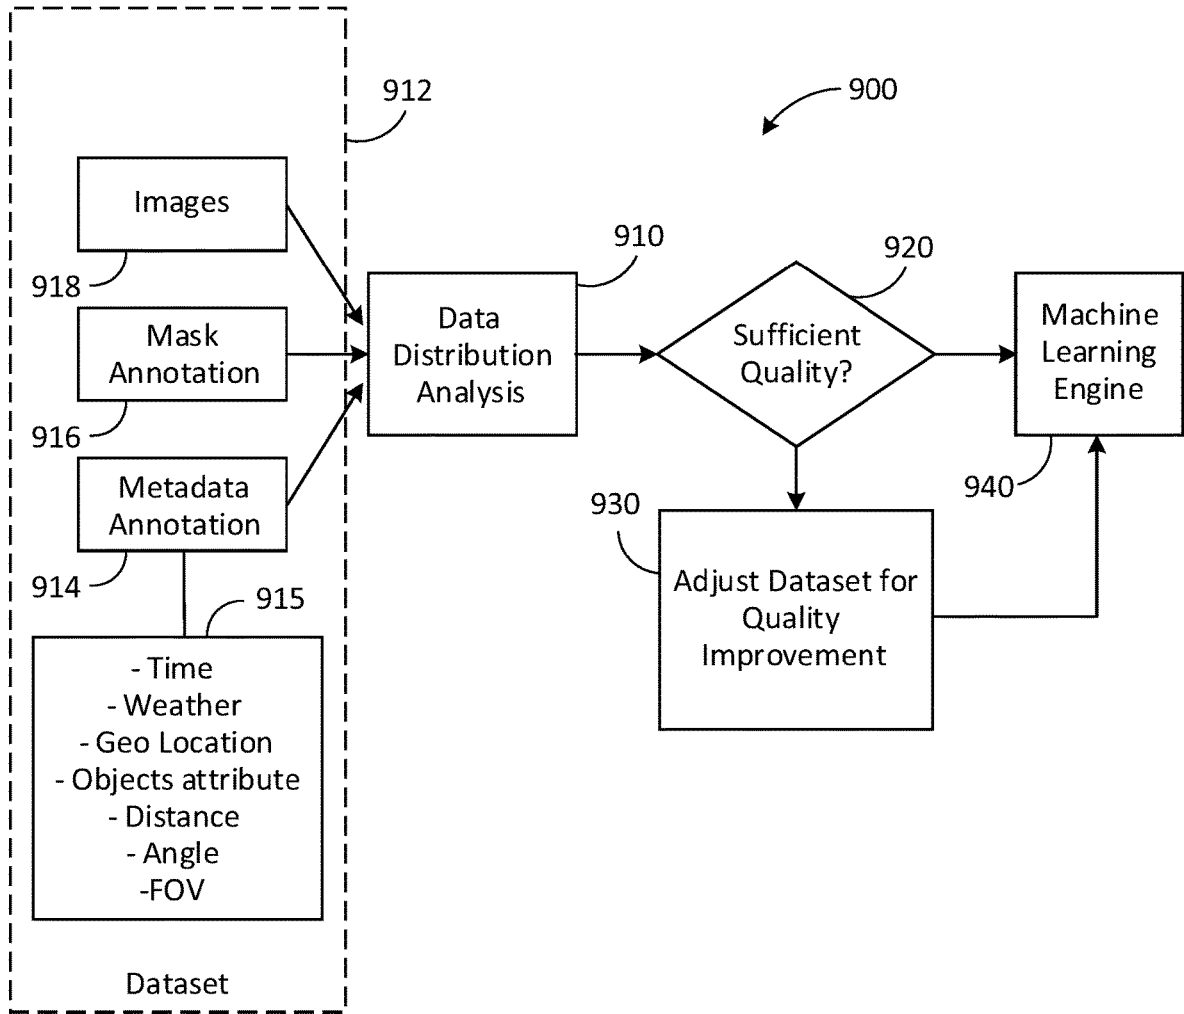 900
912
Images
918
910
920
Data
Distribution
Analysis
Sufficient
Quality?
Machine
Learning
Engine
Mask
Annotation
916
940
Metadata
Annotation
914
930
Adjust Dataset for
Quality
Improvement
915
- Time
- Weather
- Geo Location
- Objects attribute
- Distance
- Angle
-FOV
Dataset